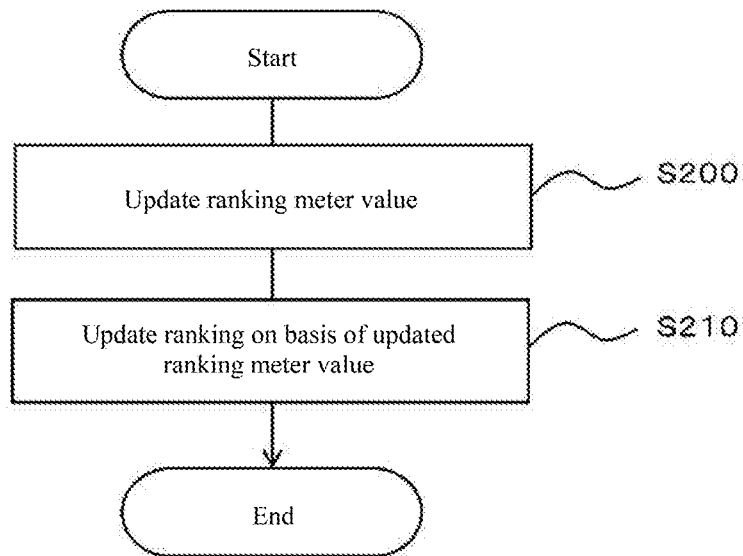 Start
Update ranking meter value
S200
Update ranking on basis of updated
ranking meter value
S210
End